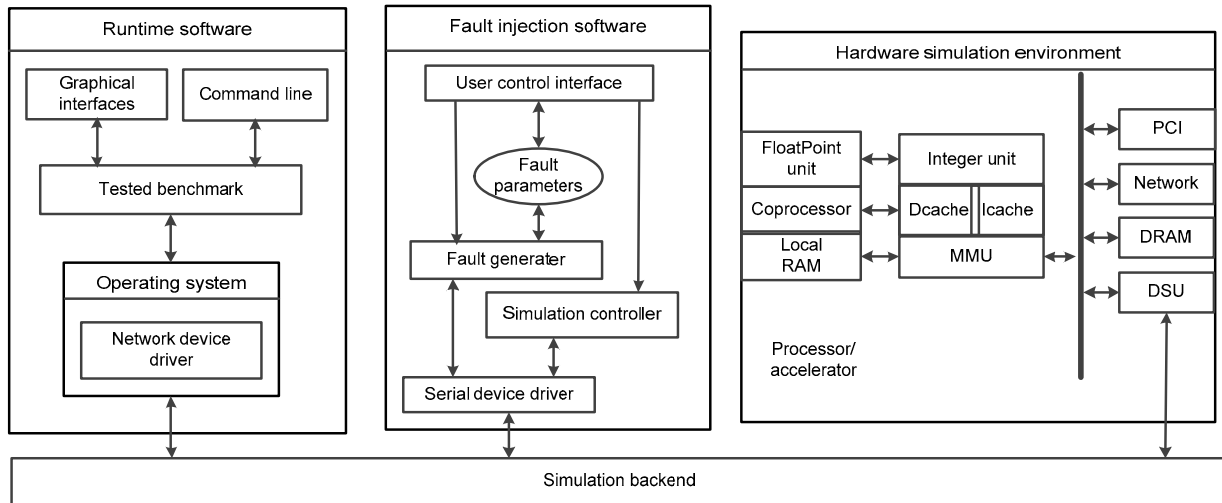 Runtime software
Graphical
interfaces
Command line
Tested benchmark
Operating system
Network device
driver
Fault injection software
User control interface
Fault
parameters
Fault generater
Simulation controller
Serial device driver
Hardware simulation environment
FloatPoint
unit
Coprocessor
Local
RAM
Integer unit
Dcache
Icache
MMU
PCI
Network
DRAM
DSU
Processor/
accelerator
Simulation backend